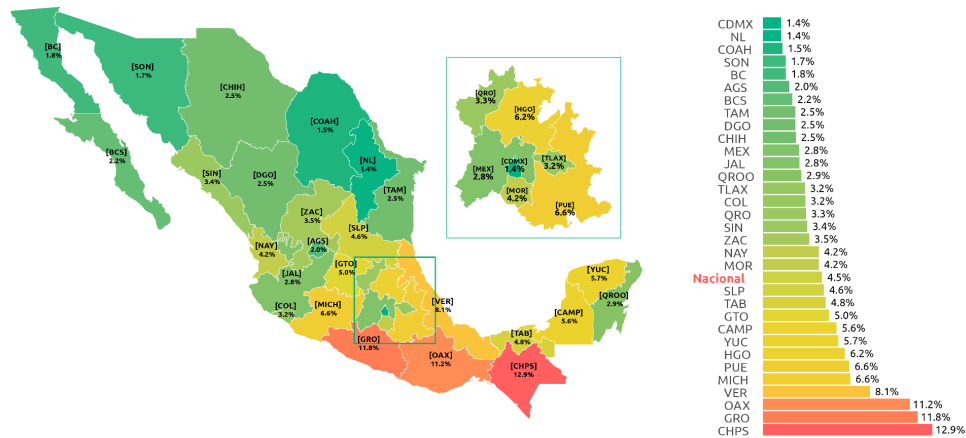 [BC]
1.8%
[SON]
1.7%
[CHIH]
2.5%
[COAH]
1.5%
[NL]
1.4%
[BCS]
2.2%
[SIN]
3.4%
[DGO]
2.5%
[TAM]
2.5%
[ZAC]
3.5%
[SLP]
4.6%
[NAY]
4.2%
[AGS]
2.0%
[JAL]
2.8%
[GTO]
5.0%
[COL]
3.2%
[MICH]
6.6%
[VER]
8.1%
[GRO]
11.8%
[OAX]
11.2%
[TAB]
4.8%
[CHPS]
12.9%
[CAMP]
5.6%
[YUC]
5.7%
[QROO]
2.9%
[QRO]
3.3%
[HGO]
6.2%
[MEX]
2.8%
[CDMX]
1.4%
[TLAX]
3.2%
[MOR]
4.2%
[PUE]
6.6%
CDMX 1.4%
NL 1.4%
COAH 1.5%
SON 1.7%
BC 1.8%
AGS 2.0%
BCS 2.2%
TAM 2.5%
DGO 2.5%
CHIH 2.5%
MEX 2.8%
JAL 2.8%
QROO 2.9%
TLAX 3.2%
COL 3.2%
QRO 3.3%
SIN 3.4%
ZAC 3.5%
NAY 4.2%
MOR 4.2%
Nacional 4.5%
SLP 4.6%
TAB 4.8%
GTO 5.0%
CAMP 5.6%
YUC 5.7%
HGO 6.2%
PUE 6.6%
MICH 6.6%
VER 8.1%
OAX 11.2%
GRO 11.8%
CHPS 12.9%